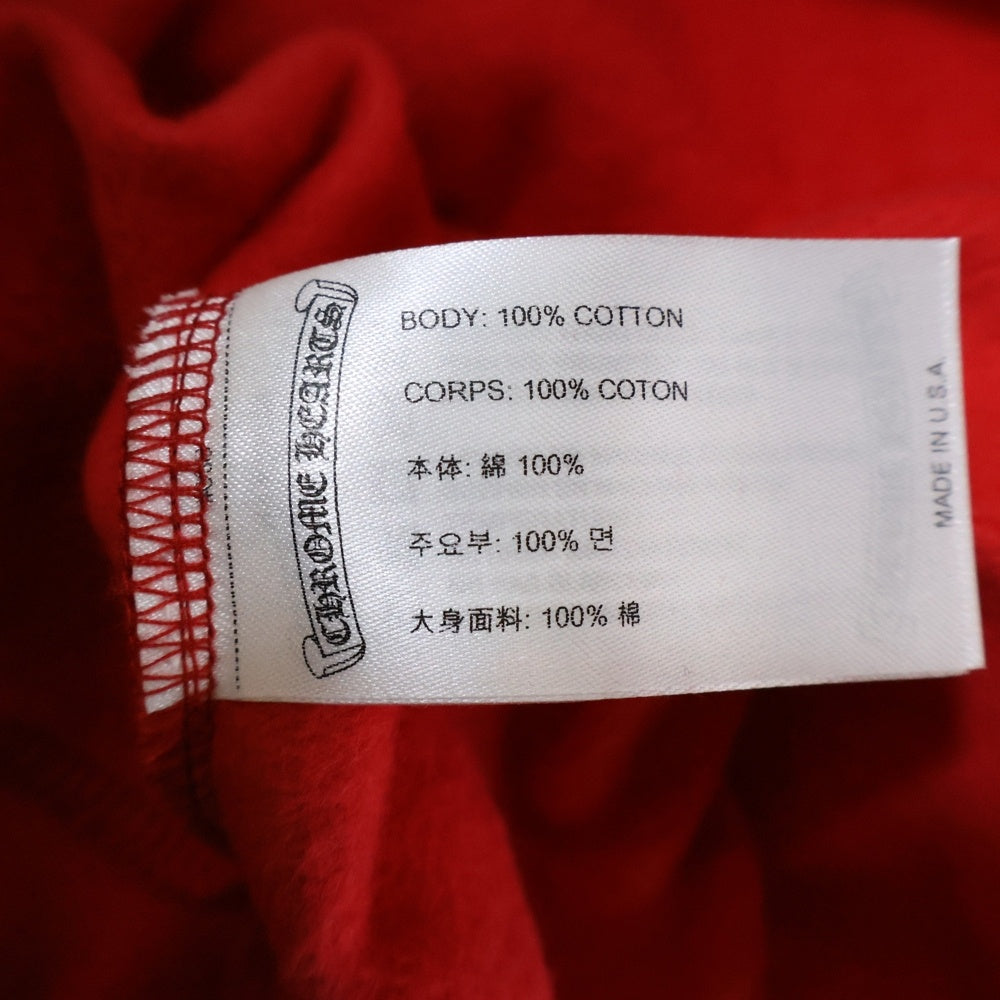 CHROME HEARTS
BODY: 100% COTTON
CORPS: 100% COTON
本体: 綿 100%
주요부: 100% 면
大身面料: 100% 棉
MADE IN U.S.A.